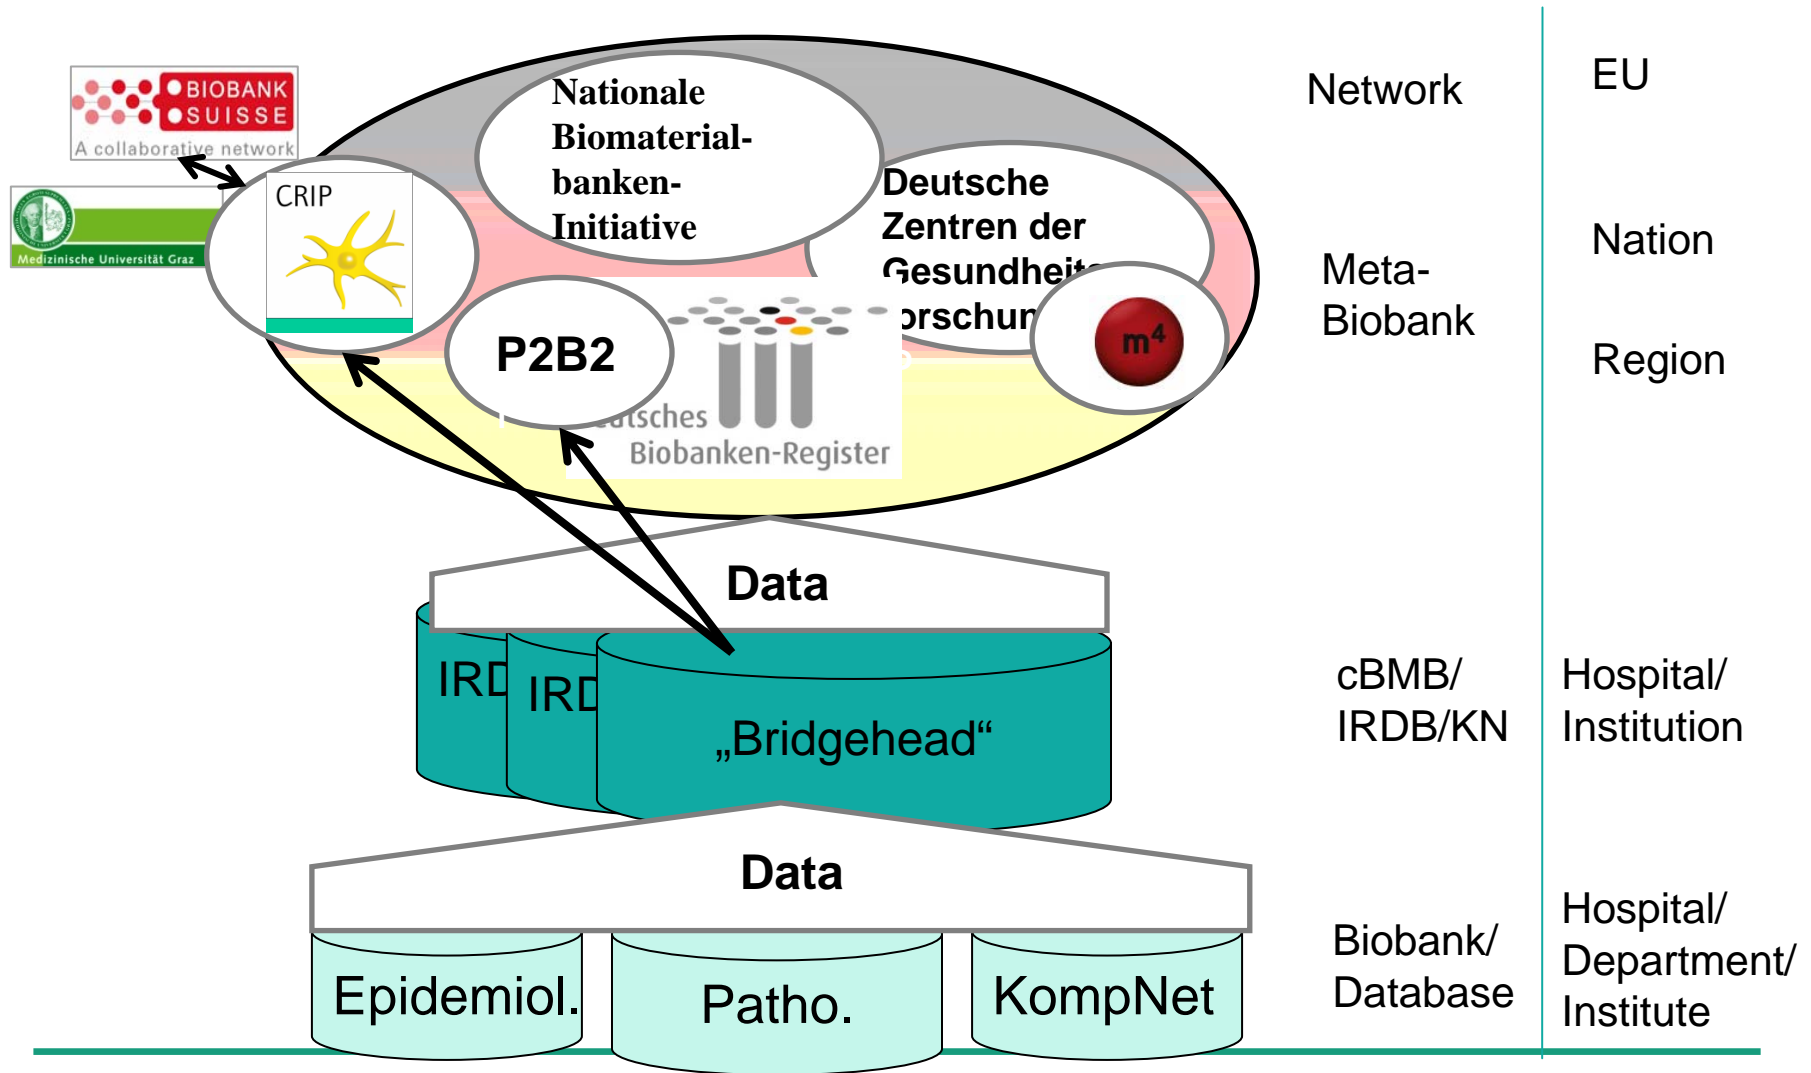 BIOBANK
SUISSE
A collaborative network
Medizinische Universität Graz
CRIP
Nationale
Biomaterial-
banken-
Initiative
Deutsche
Zentren der
m⁴
P2B2
Biobanken-Register
Network
EU
Meta-
Biobank
Nation
Region
Data
„Bridgehead“
cBMB/
IRDB/KN
Hospital/
Institution
Data
Epidemiol.
Patho.
KompNet
Biobank/
Database
Hospital/
Department/
Institute